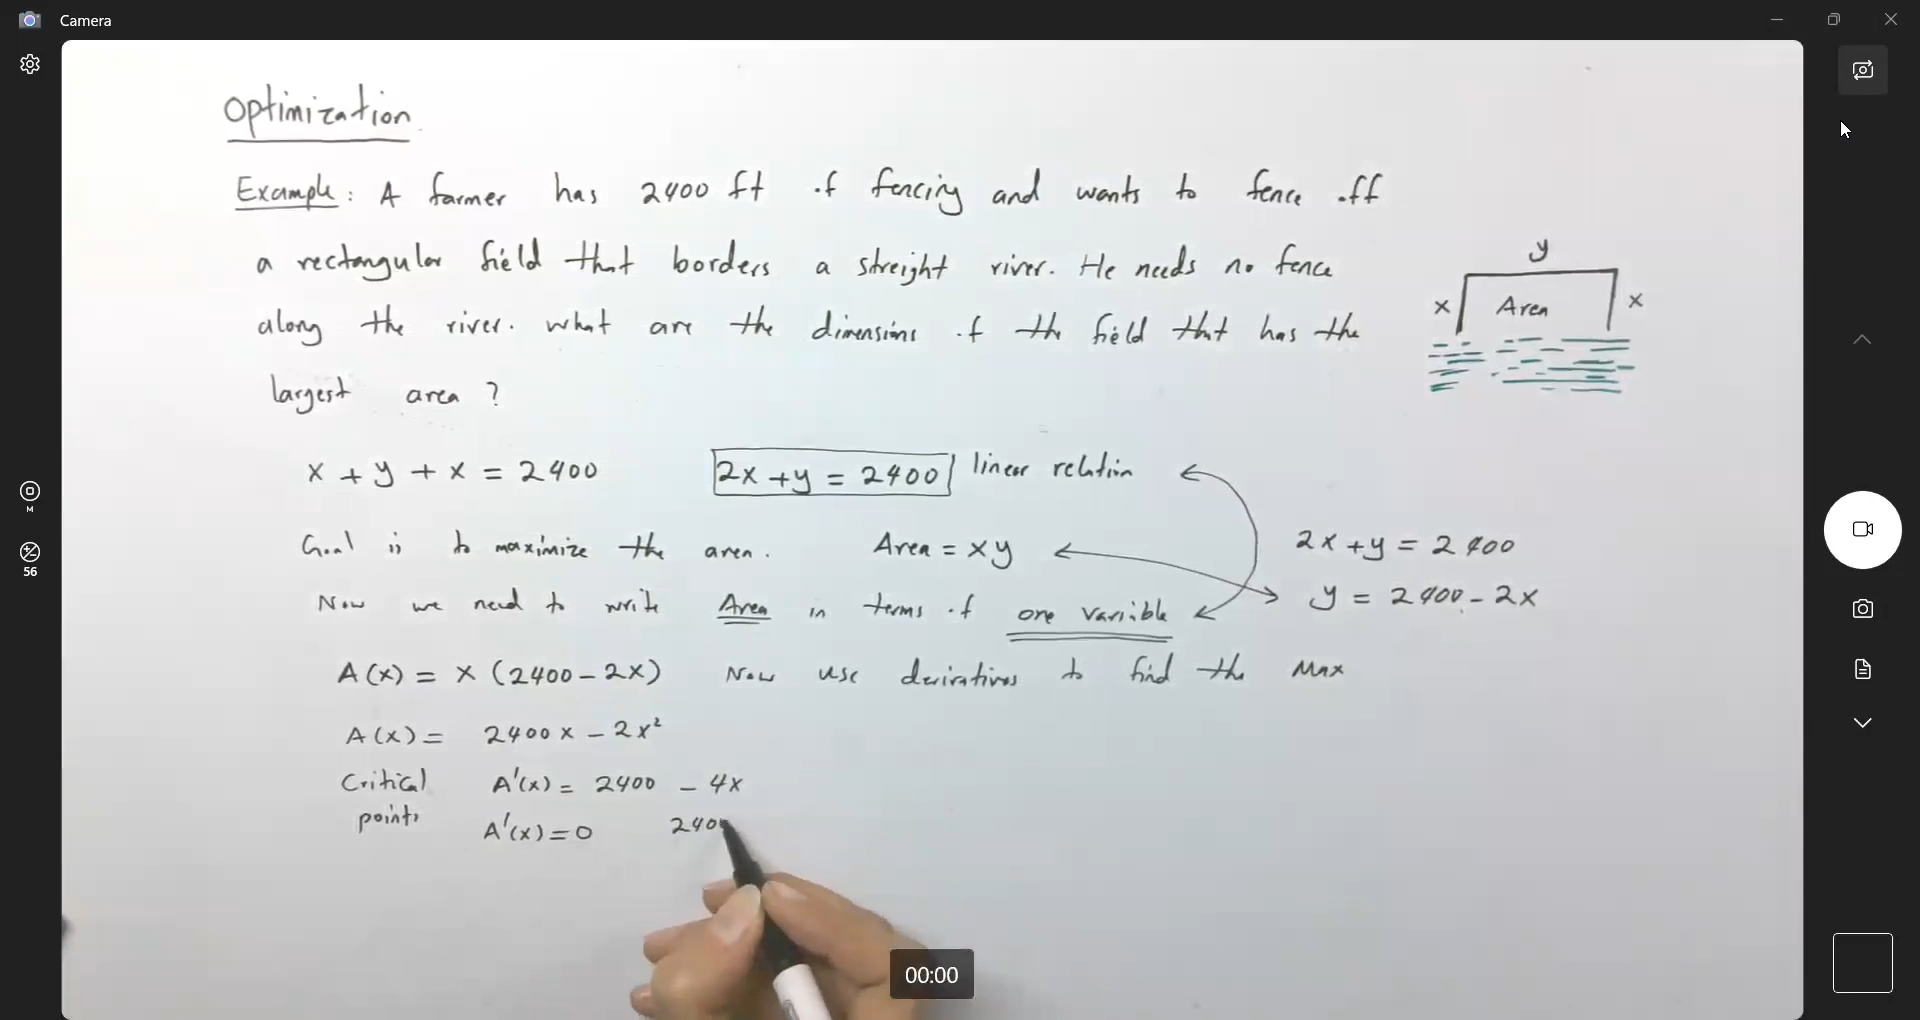 Camera
Optimization
Example: A farmer has 2400 ft of fencing and wants to fence off
a rectangular field that borders a streight river. He needs no fence
along the river. what are the dimensions of the field that has the
largest area?
y
x Area x
x + y + x = 2400 2x + y = 2400 linear relation
Goal is to maximize the area. Area = xy 2x + y = 2400
Now we need to write Area in terms of one variable y = 2400 - 2x
A(x) = x (2400 - 2x) Now use derivatives to find the Max
A(x) = 2400x - 2x²
Critical A'(x) = 2400 - 4x
points A'(x) = 0 240
M
56
00:00